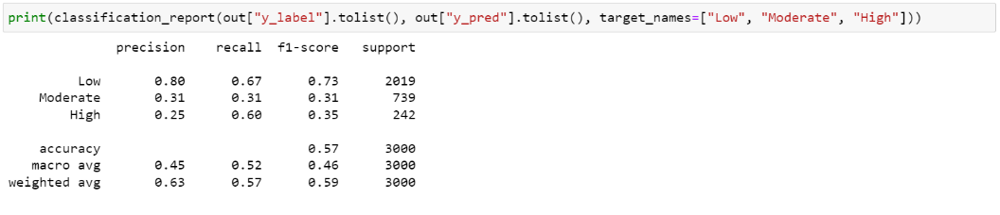 print(classification_report(out["y_label"].tolist(), out["y_pred"].tolist(), target_names=["Low", "Moderate", "High"]))
precision recall f1-score support
Low 0.80 0.67 0.73 2019
Moderate 0.31 0.31 0.31 739
High 0.25 0.60 0.35 242
accuracy 0.57 3000
macro avg 0.45 0.52 0.46 3000
weighted avg 0.63 0.57 0.59 3000